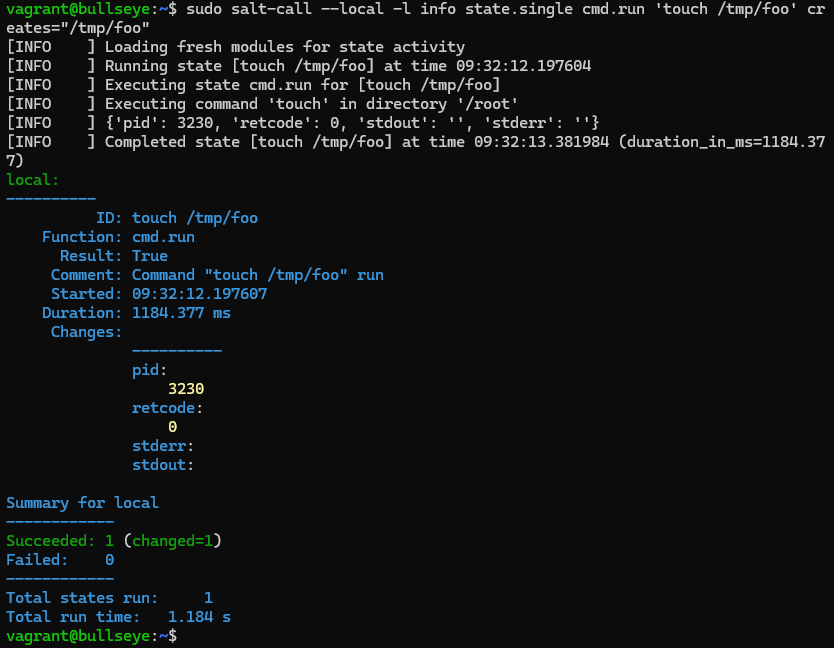 vagrant@bullseye:~$ sudo salt-call --local -l info state.single cmd.run 'touch /tmp/foo' cr
eates="/tmp/foo"
[INFO    ] Loading fresh modules for state activity
[INFO    ] Running state [touch /tmp/foo] at time 09:32:12.197604
[INFO    ] Executing state cmd.run for [touch /tmp/foo]
[INFO    ] Executing command 'touch' in directory '/root'
[INFO    ] {'pid': 3230, 'retcode': 0, 'stdout': '', 'stderr': ''}
[INFO    ] Completed state [touch /tmp/foo] at time 09:32:13.381984 (duration_in_ms=1184.37
7)
local:
----------
          ID: touch /tmp/foo
    Function: cmd.run
      Result: True
     Comment: Command "touch /tmp/foo" run
     Started: 09:32:12.197607
    Duration: 1184.377 ms
     Changes:
              ----------
              pid:
                  3230
              retcode:
                  0
              stderr:
              stdout:

Summary for local
------------
Succeeded: 1 (changed=1)
Failed:    0
------------
Total states run:     1
Total run time:   1.184 s
vagrant@bullseye:~$